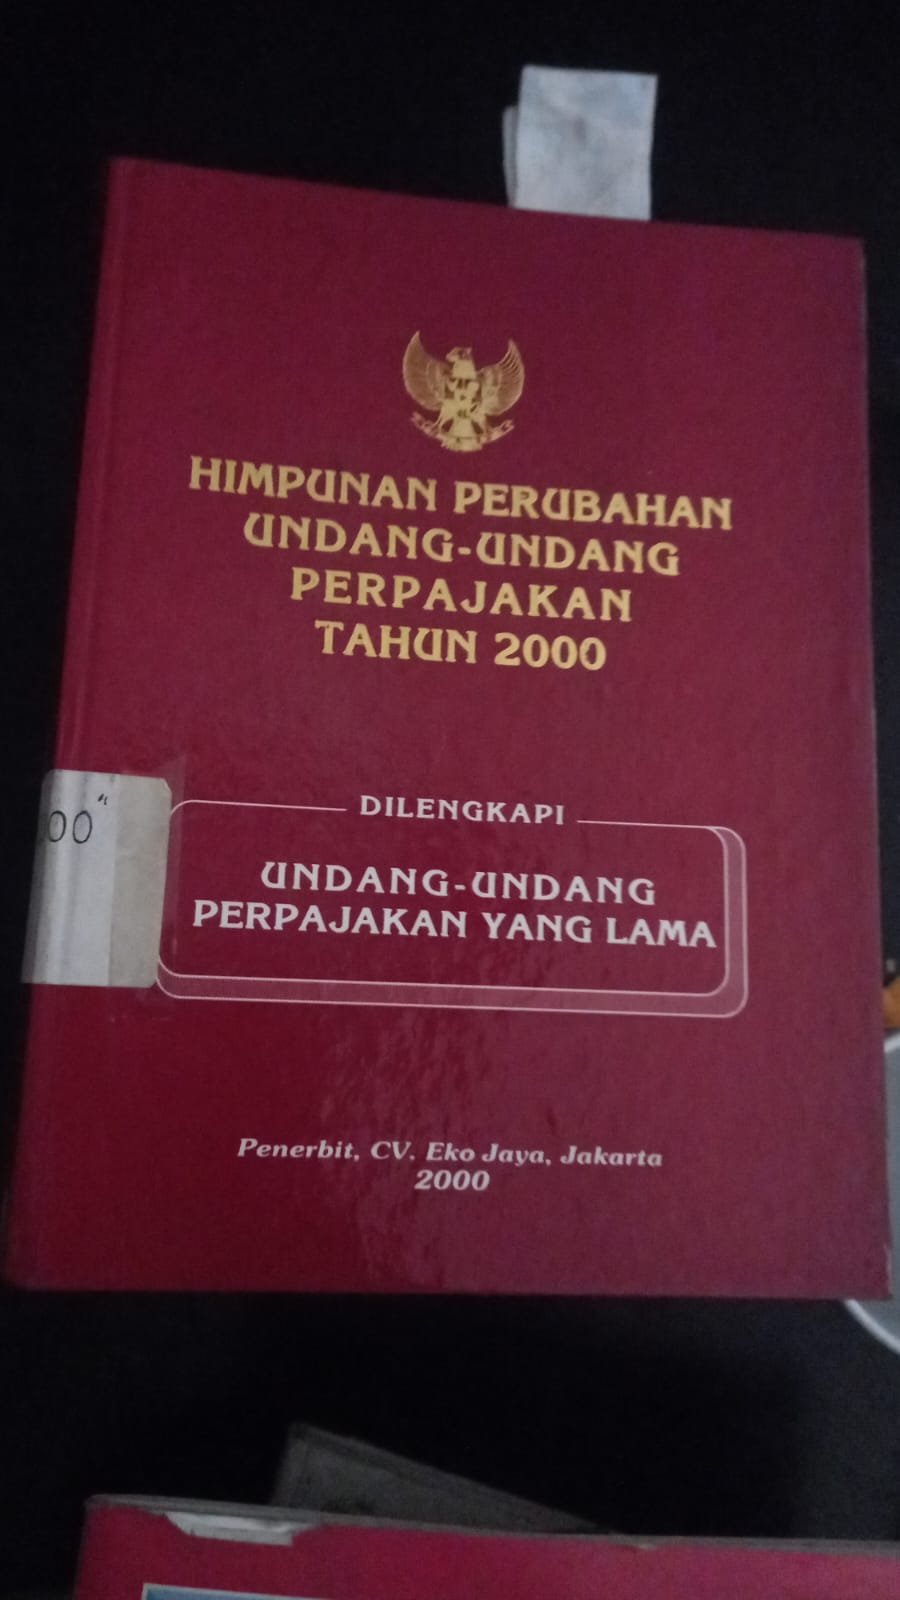 HIMPUNAN PERUBAHAN
UNDANG-UNDANG
PERPAJAKAN
TAHUN 2000
00"
DILENGKAPI
UNDANG-UNDANG
PERPAJAKAN YANG LAMA
Penerbit, CV. Eko Jaya, Jakarta
2000